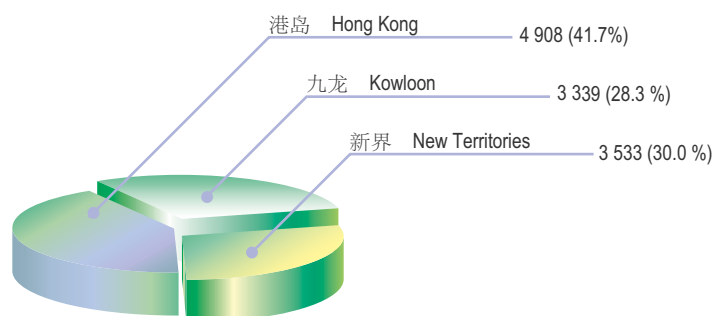 港岛 Hong Kong 4 908 (41.7%)
九龙 Kowloon 3 339 (28.3 %)
新界 New Territories 3 533 (30.0 %)